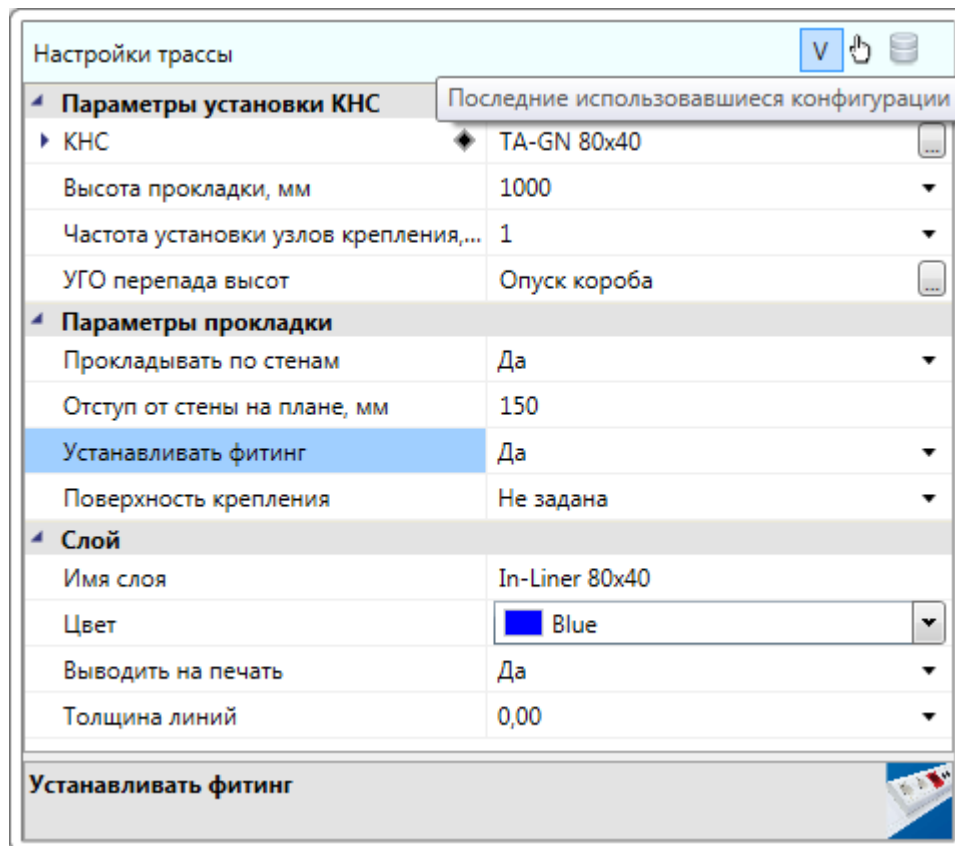 Настройки трассы V
Последние использовавшиеся конфигурации
Параметры установки КНС
КНС TA-GN 80x40 ...
Высота прокладки, мм 1000
Частота установки узлов крепления,... 1
УГО перепада высот Опуск короба ...
Параметры прокладки
Прокладывать по стенам Да
Отступ от стены на плане, мм 150
Устанавливать фитинг Да
Поверхность крепления Не задана
Слой
Имя слоя In-Liner 80x40
Цвет Blue
Выводить на печать Да
Толщина линий 0,00
Устанавливать фитинг